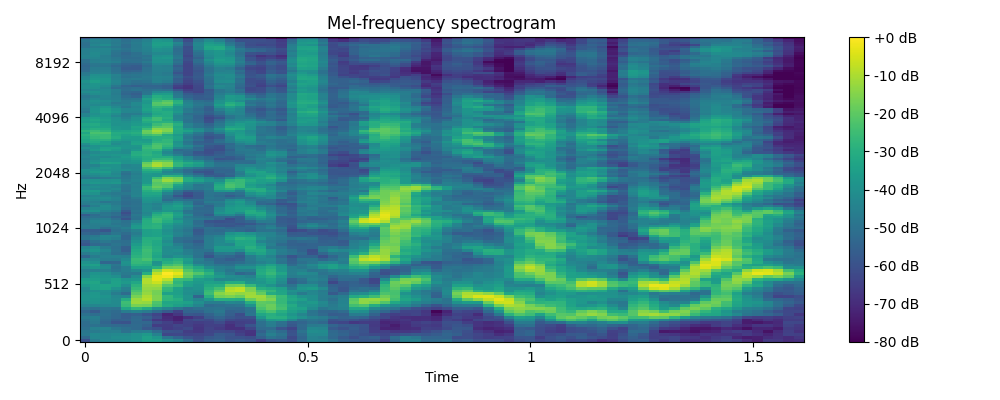 Mel-frequency spectrogram
Hz
8192
4096
2048
1024
512
0
0
0.5
1
1.5
Time
+0 dB
-10 dB
-20 dB
-30 dB
-40 dB
-50 dB
-60 dB
-70 dB
-80 dB